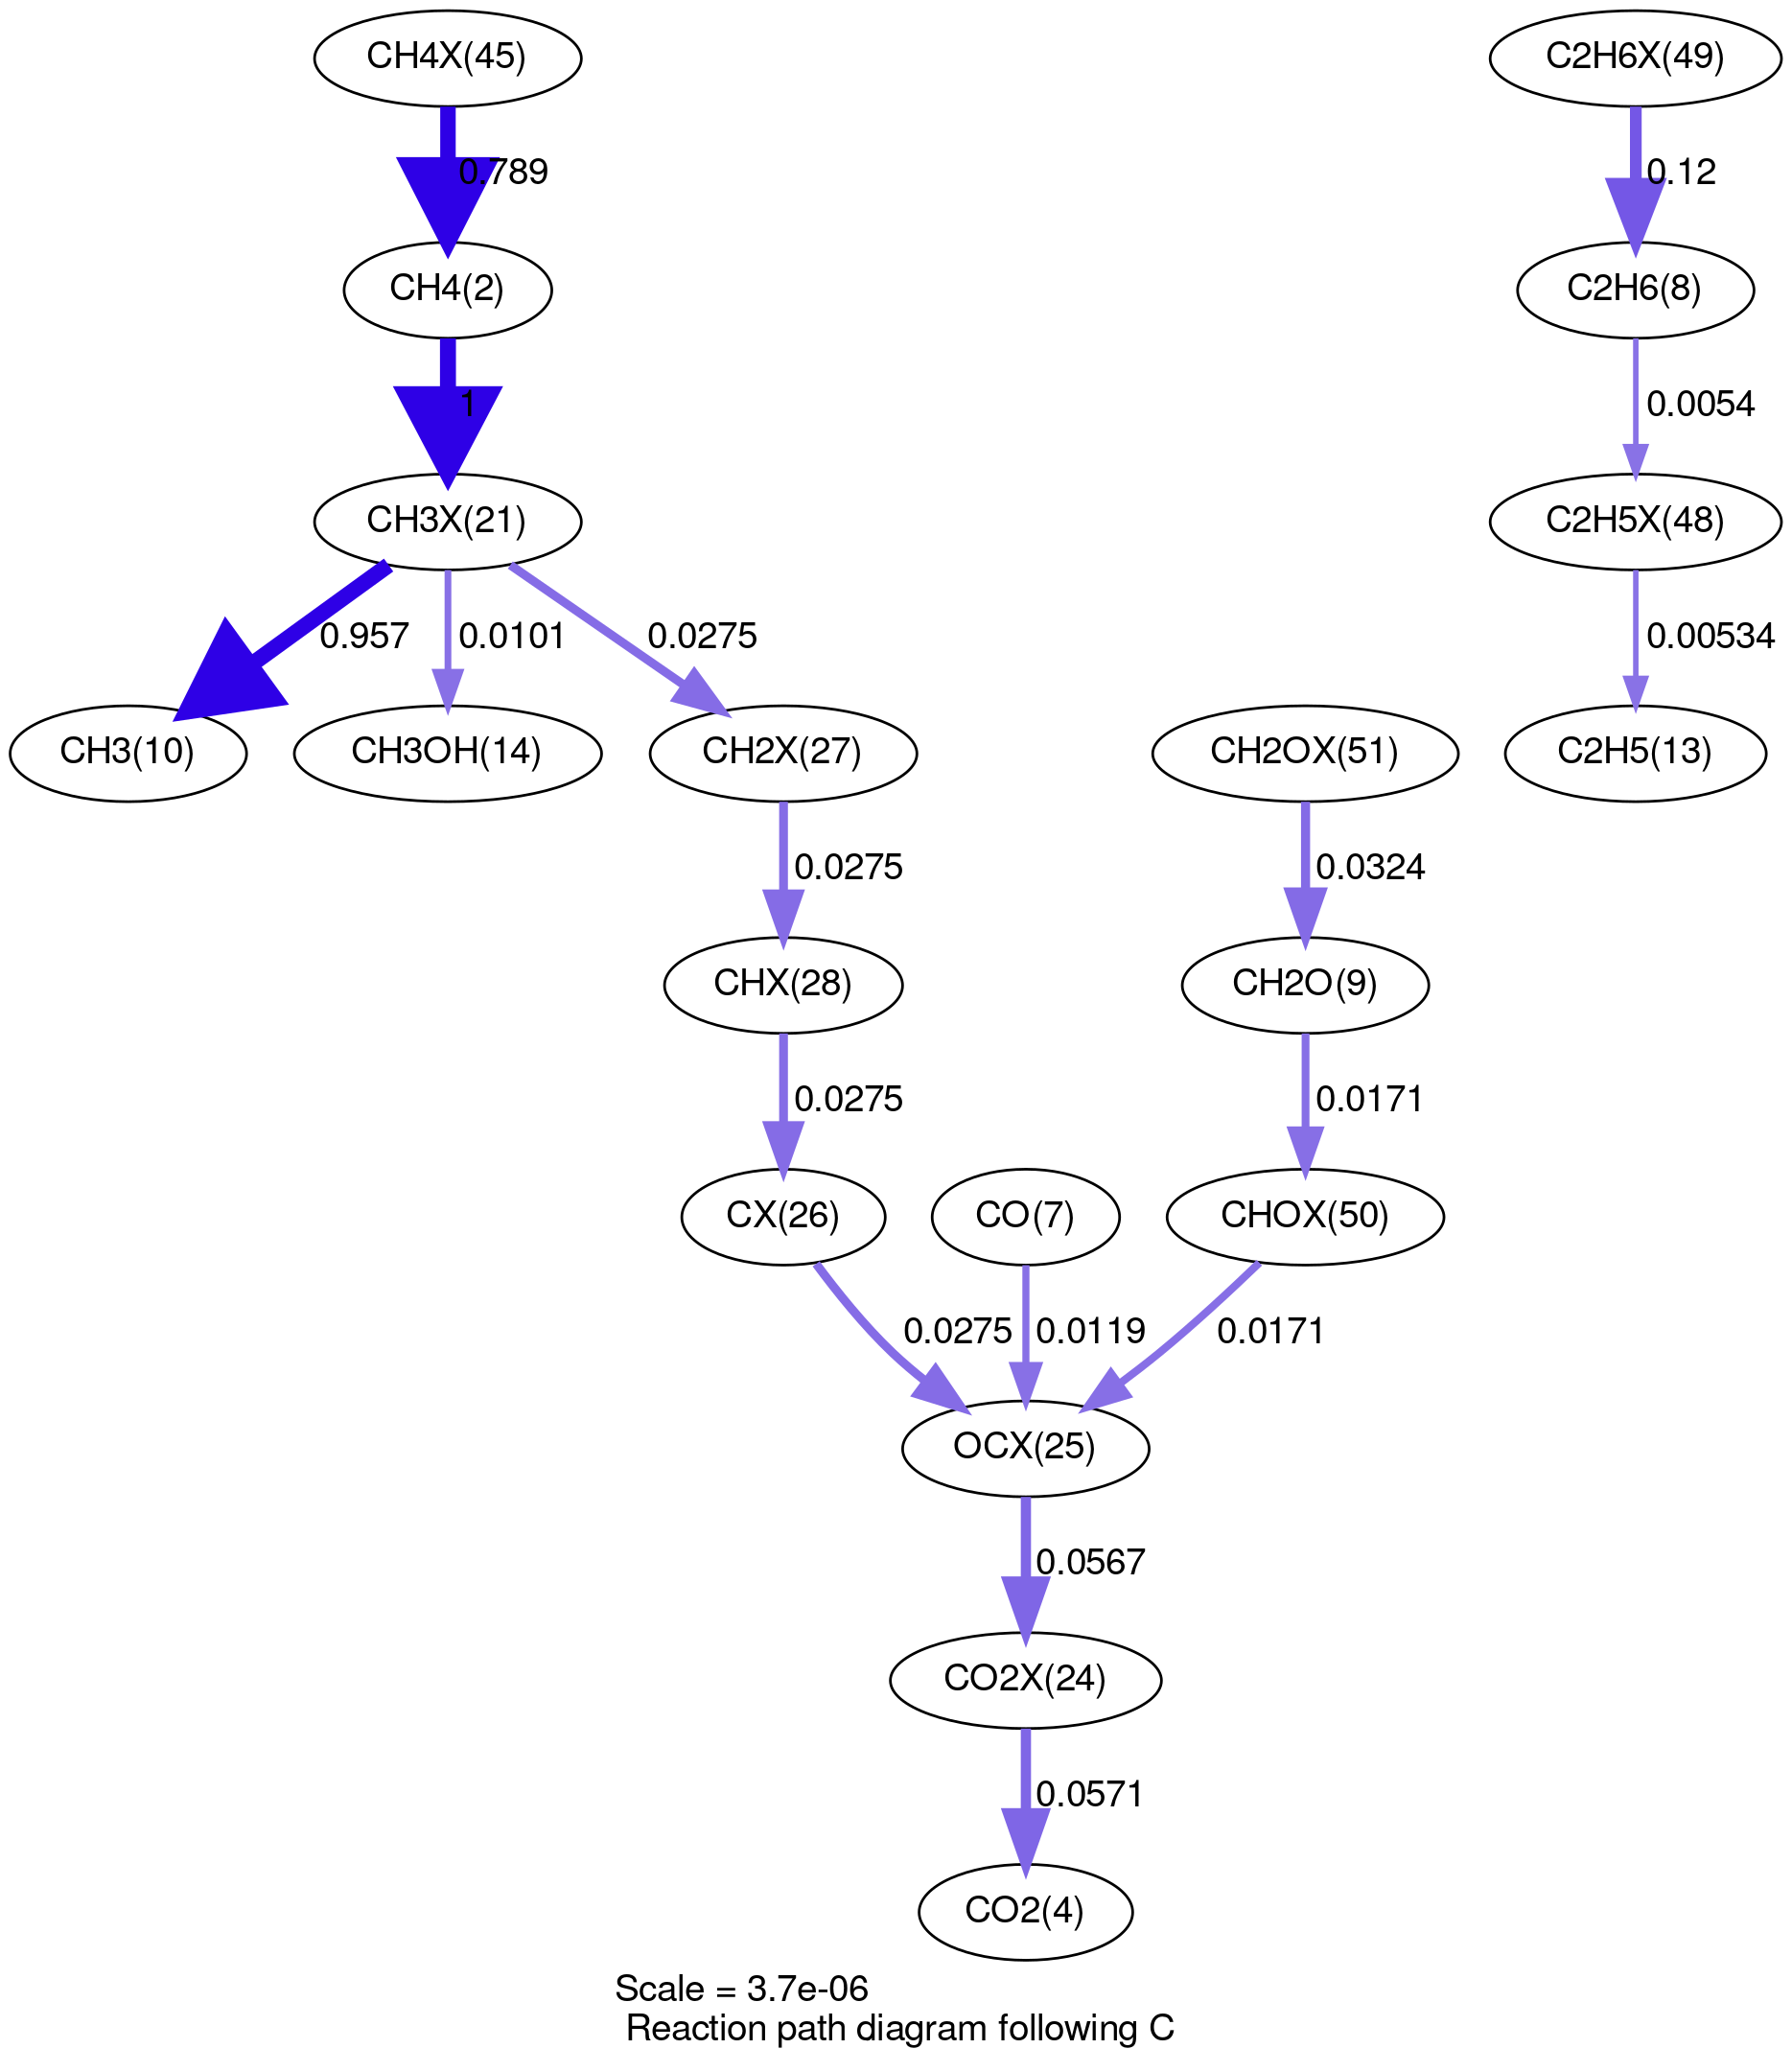 CH4X(45)
C2H6X(49)
0.789
0.12
CH4(2)
C2H6(8)
1
0.0054
CH3X(21)
C2H5X(48)
0.957
0.0101
0.0275
0.00534
CH3(10)
CH3OH(14)
CH2X(27)
CH2OX(51)
C2H5(13)
0.0275
0.0324
CHX(28)
CH2O(9)
0.0275
0.0171
CX(26)
CO(7)
CHOX(50)
0.0275
0.0119
0.0171
OCX(25)
0.0567
CO2X(24)
0.0571
CO2(4)
Scale = 3.7e-06
Reaction path diagram following C